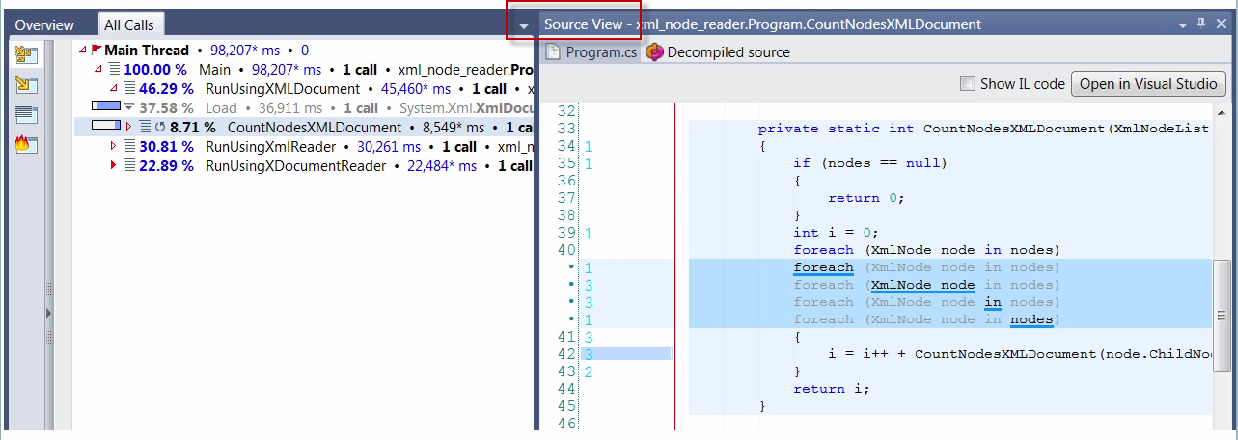 Overview All Calls
Source View - xml_node_reader.Program.CountNodesXMLDocument
Main Thread • 98,207* ms • 0
100.00 % Main • 98,207* ms • 1 call • xml_node_reader.Pro
46.29 % RunUsingXMLDocument • 45,460* ms • 1 call • x
37.58 % Load • 36,911 ms • 1 call • System.Xml.XmlDocu
8.71 % CountNodesXMLDocument • 8,549* ms • 1 ca
30.81 % RunUsingXmlReader • 30,261 ms • 1 call • xml_n
22.89 % RunUsingXDocumentReader • 22,484* ms • 1 call
Program.cs Decompiled source
Show IL code Open in Visual Studio
32
33 private static int CountNodesXMLDocument(XmlNodeList
34 1 {
35 1 if (nodes == null)
36 {
37 return 0;
38 }
39 1 int i = 0;
40 foreach (XmlNode node in nodes)
• 1 foreach (XmlNode node in nodes)
• 3 foreach (XmlNode node in nodes)
• 3 foreach (XmlNode node in nodes)
• 1 foreach (XmlNode node in nodes)
41 3 {
42 3 i = i++ + CountNodesXMLDocument(node.ChildNo
43 2 }
44 return i;
45 }
46